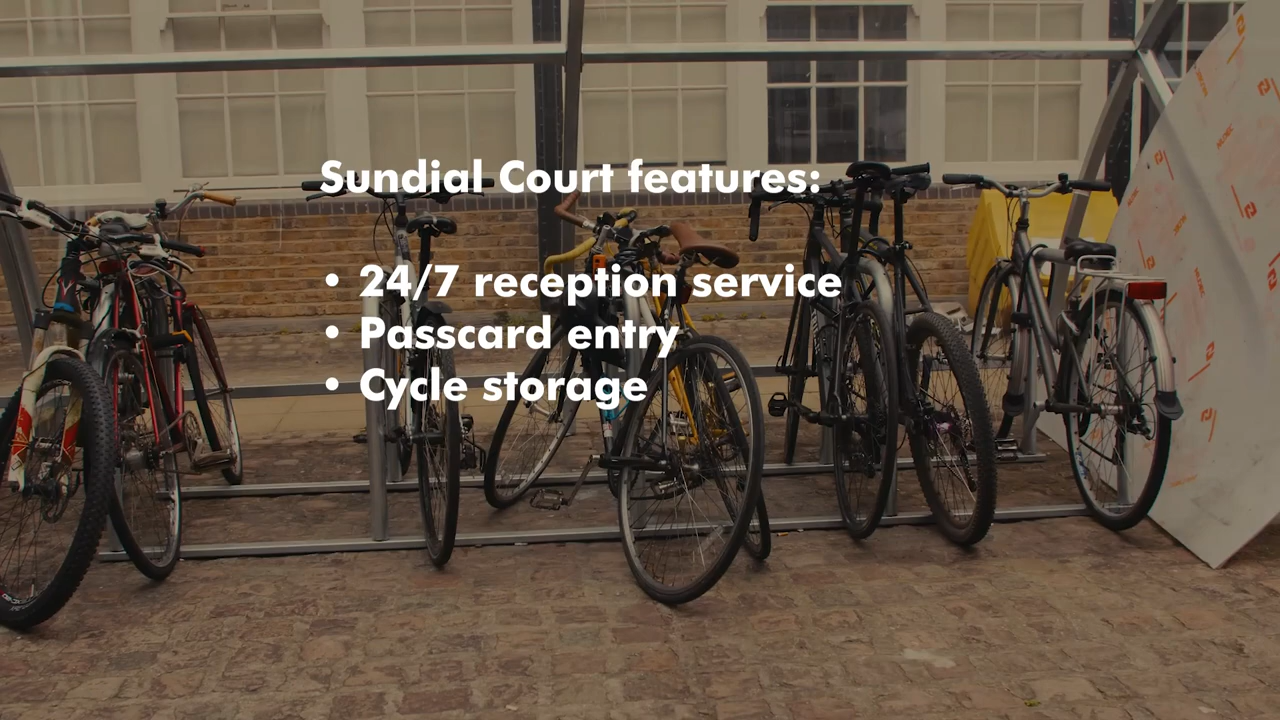 Sundial Court features:
• 24/7 reception service
• Passcard entry
• Cycle storage